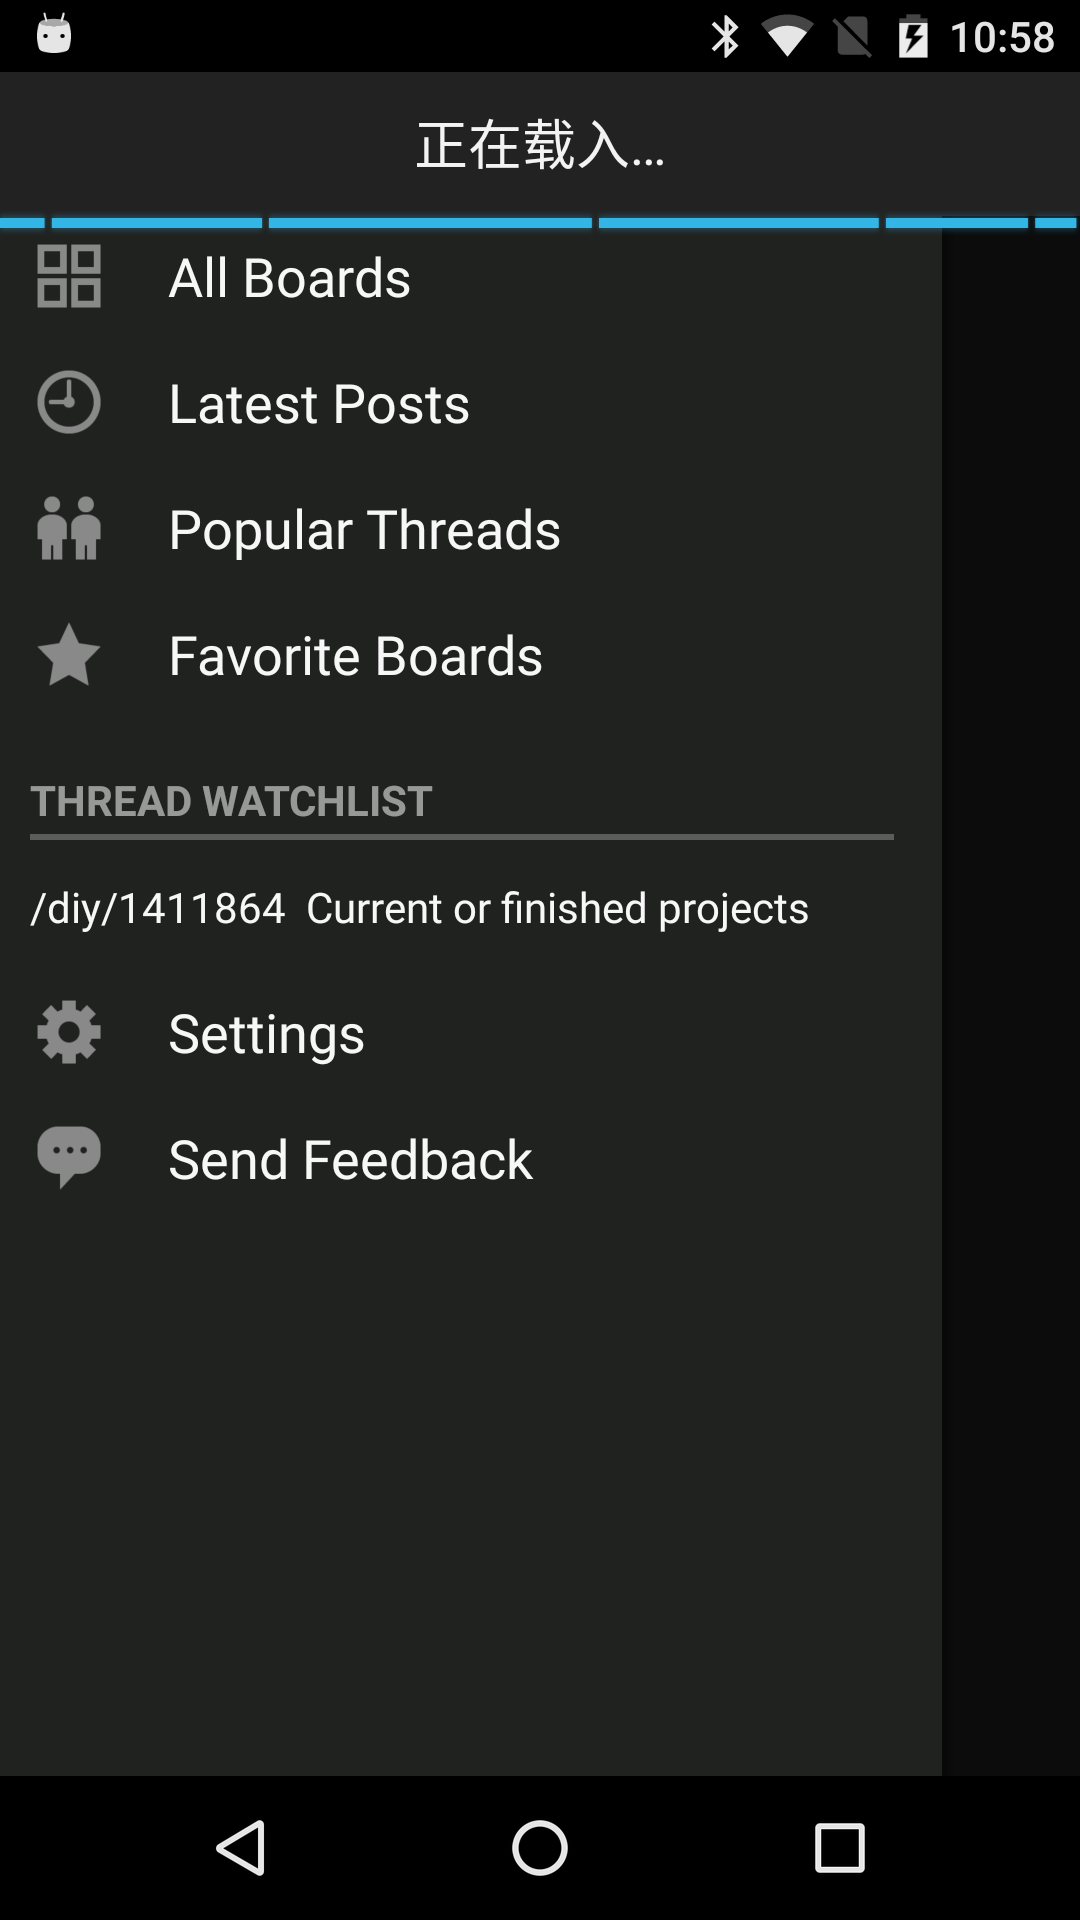 10:58
正在载入...
All Boards
Latest Posts
Popular Threads
Favorite Boards
THREAD WATCHLIST
/diy/1411864 Current or finished projects
Settings
Send Feedback